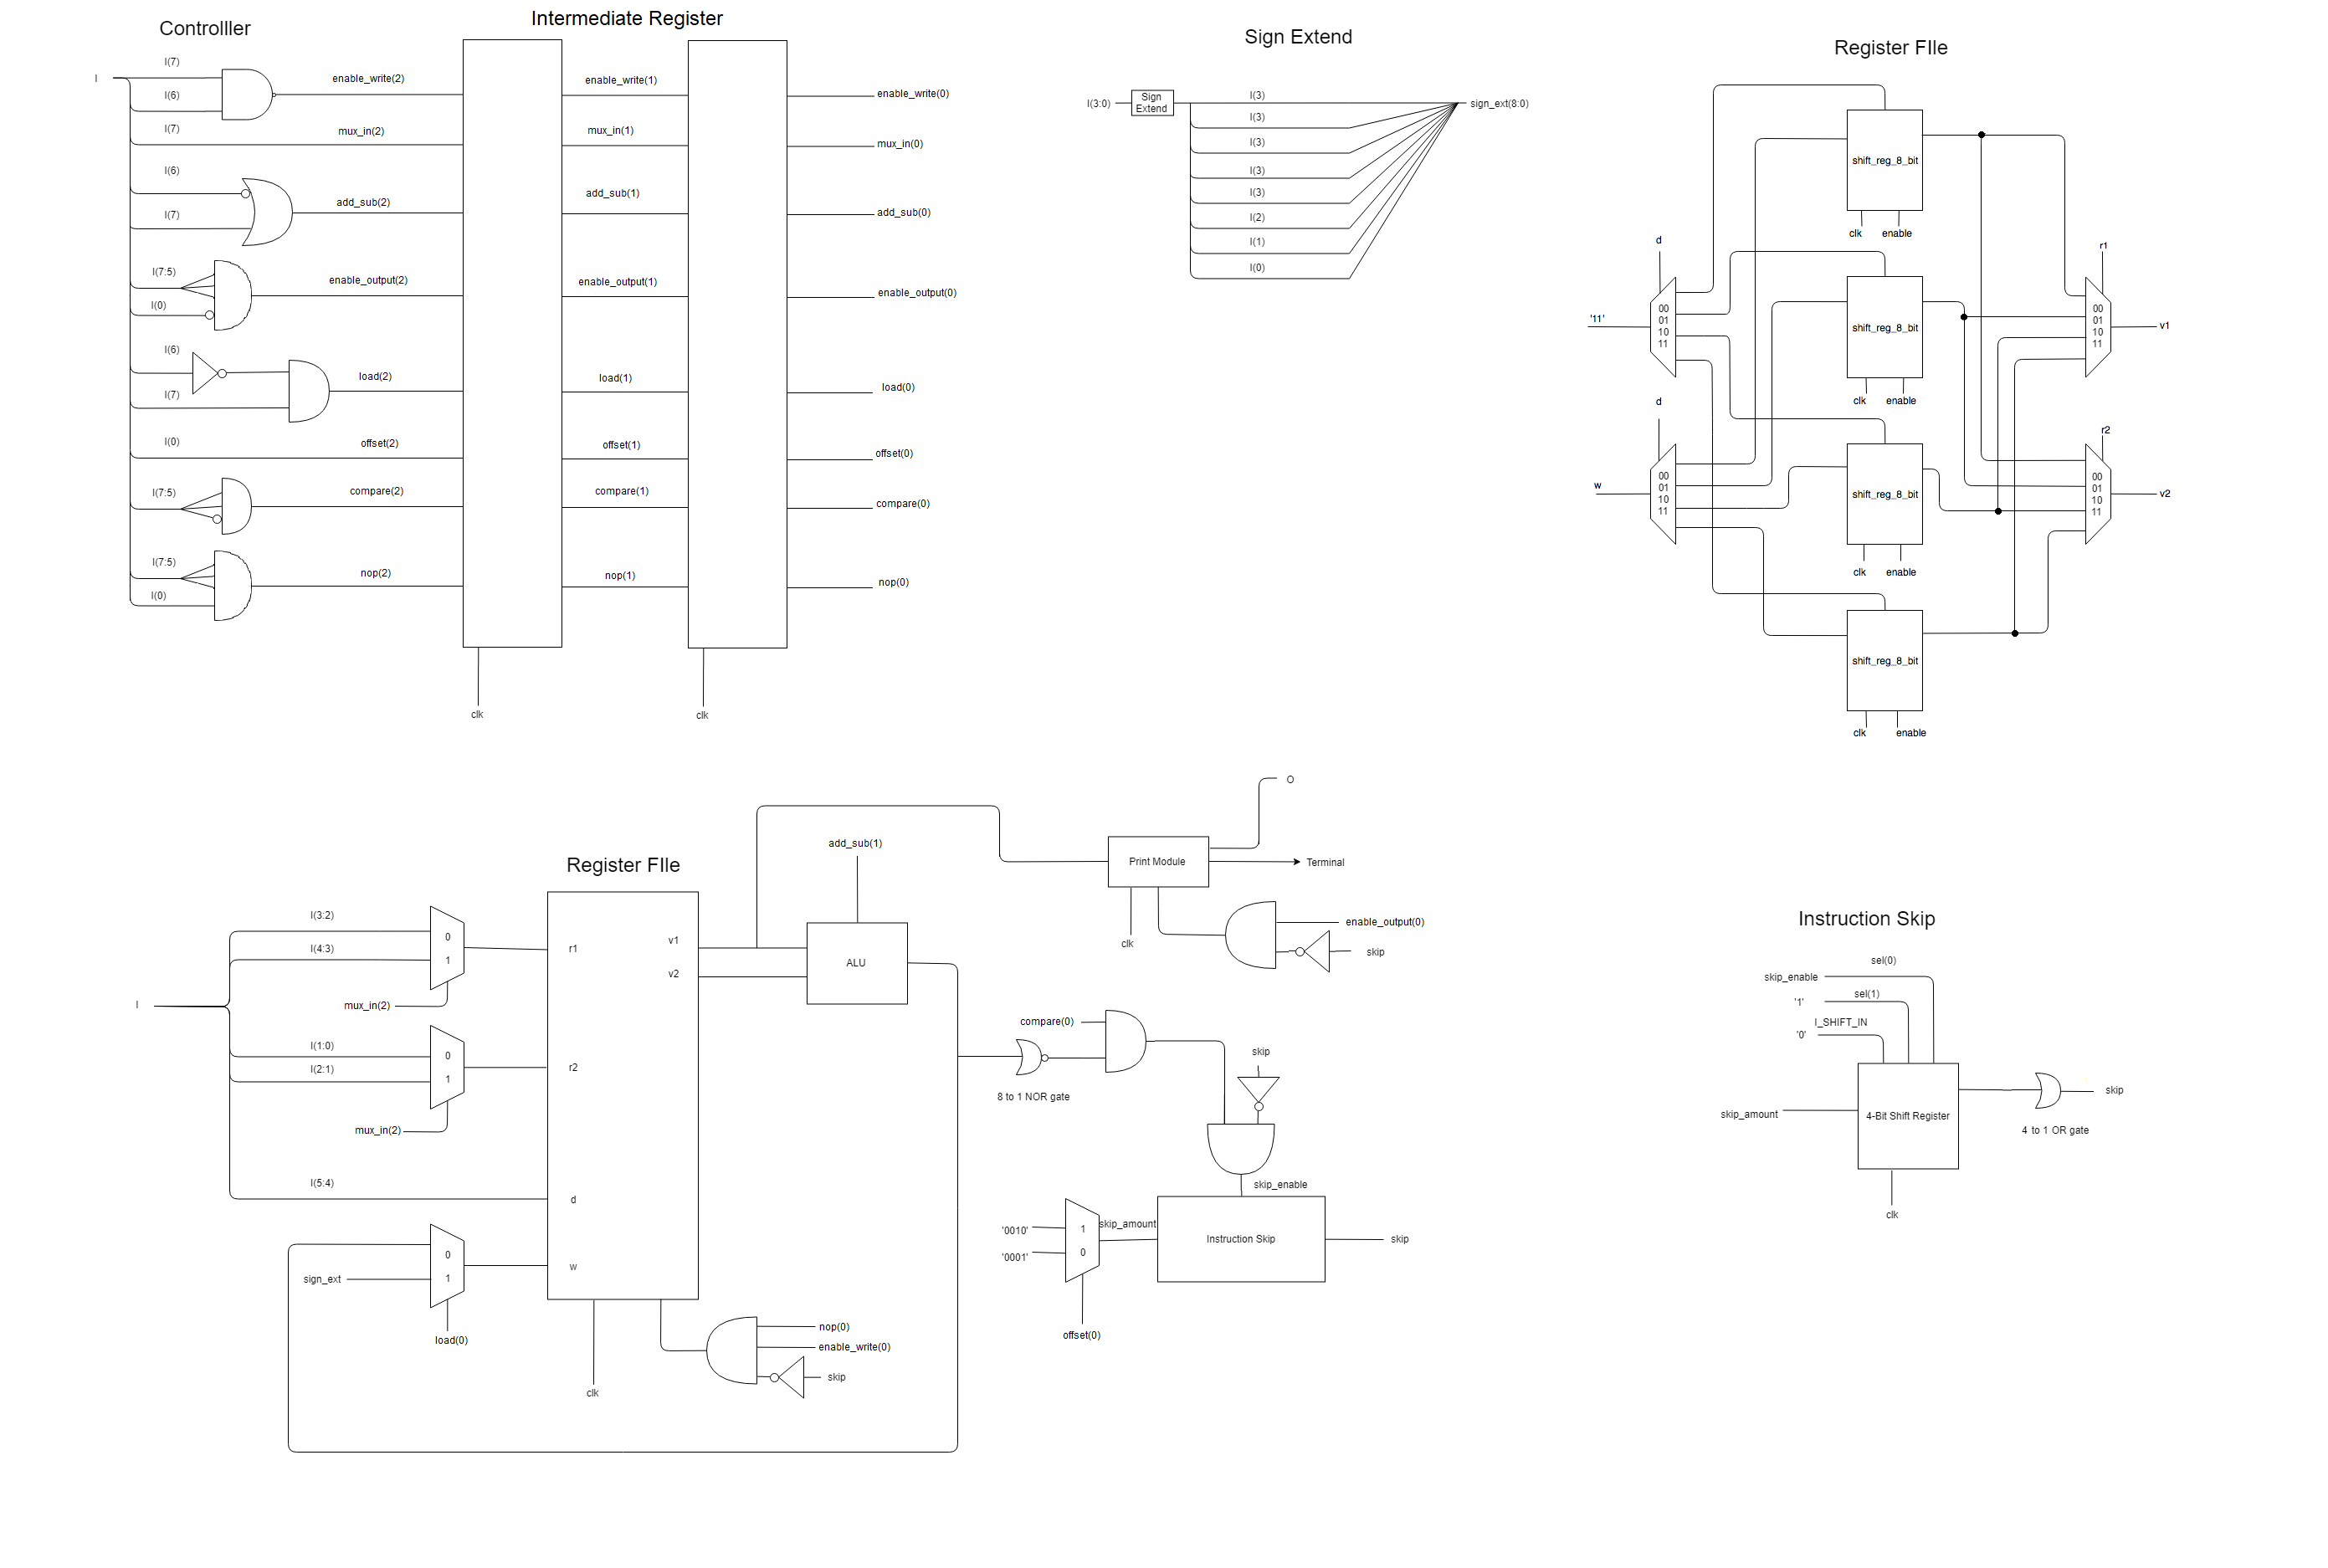 Controlller
I
I(7)
I(6)
enable_write(2)
I(7)
mux_in(2)
I(6)
I(7)
add_sub(2)
I(7:5)
I(0)
enable_output(2)
I(6)
I(7)
load(2)
I(0)
offset(2)
I(7:5)
compare(2)
I(7:5)
I(0)
nop(2)
Intermediate Register
enable_write(1)
mux_in(1)
add_sub(1)
enable_output(1)
load(1)
offset(1)
compare(1)
nop(1)
enable_write(0)
mux_in(0)
add_sub(0)
enable_output(0)
load(0)
offset(0)
compare(0)
nop(0)
clk
clk
Sign Extend
I(3:0)
Sign
Extend
I(3)
I(3)
I(3)
I(3)
I(3)
I(2)
I(1)
I(0)
sign_ext(8:0)
Register FIle
d
'11'
00
01
10
11
d
w
00
01
10
11
shift_reg_8_bit
clk
enable
shift_reg_8_bit
clk
enable
shift_reg_8_bit
clk
enable
shift_reg_8_bit
clk
enable
r1
00
01
10
11
v1
r2
00
01
10
11
v2
Register FIle
I
I(3:2)
I(4:3)
0
1
mux_in(2)
I(1:0)
I(2:1)
0
1
mux_in(2)
I(5:4)
sign_ext
0
1
load(0)
r1
r2
d
w
v1
v2
clk
nop(0)
enable_write(0)
skip
add_sub(1)
ALU
O
Print Module
Terminal
clk
enable_output(0)
skip
compare(0)
8 to 1 NOR gate
skip
skip_enable
'0010'
'0001'
1
0
skip_amount
offset(0)
Instruction Skip
skip
Instruction Skip
sel(0)
skip_enable
sel(1)
'1'
I_SHIFT_IN
'0'
skip_amount
4-Bit Shift Register
clk
skip
4 to 1 OR gate